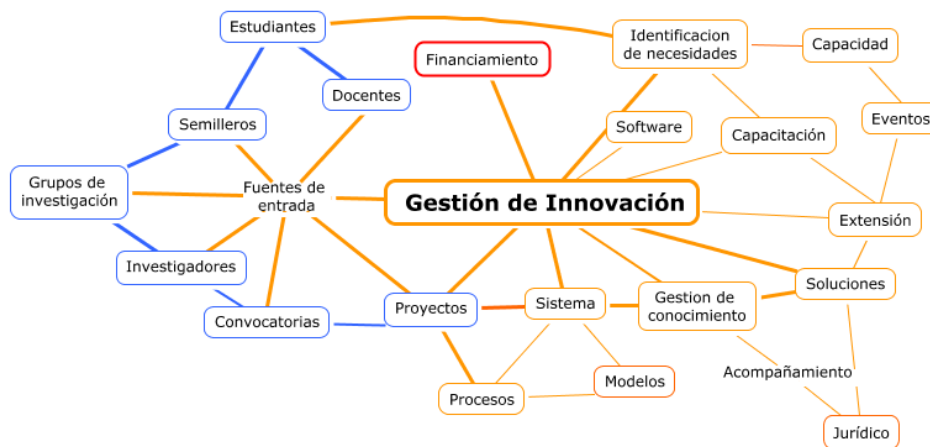 Estudiantes
Identificacion
de necesidades
Capacidad
Financiamiento
Docentes
Semilleros
Software
Capacitación
Eventos
Grupos de
investigación
Fuentes de
entrada
Gestión de Innovación
Extensión
Investigadores
Soluciones
Convocatorias
Proyectos
Sistema
Gestion de
conocimiento
Acompañamiento
Modelos
Procesos
Jurídico